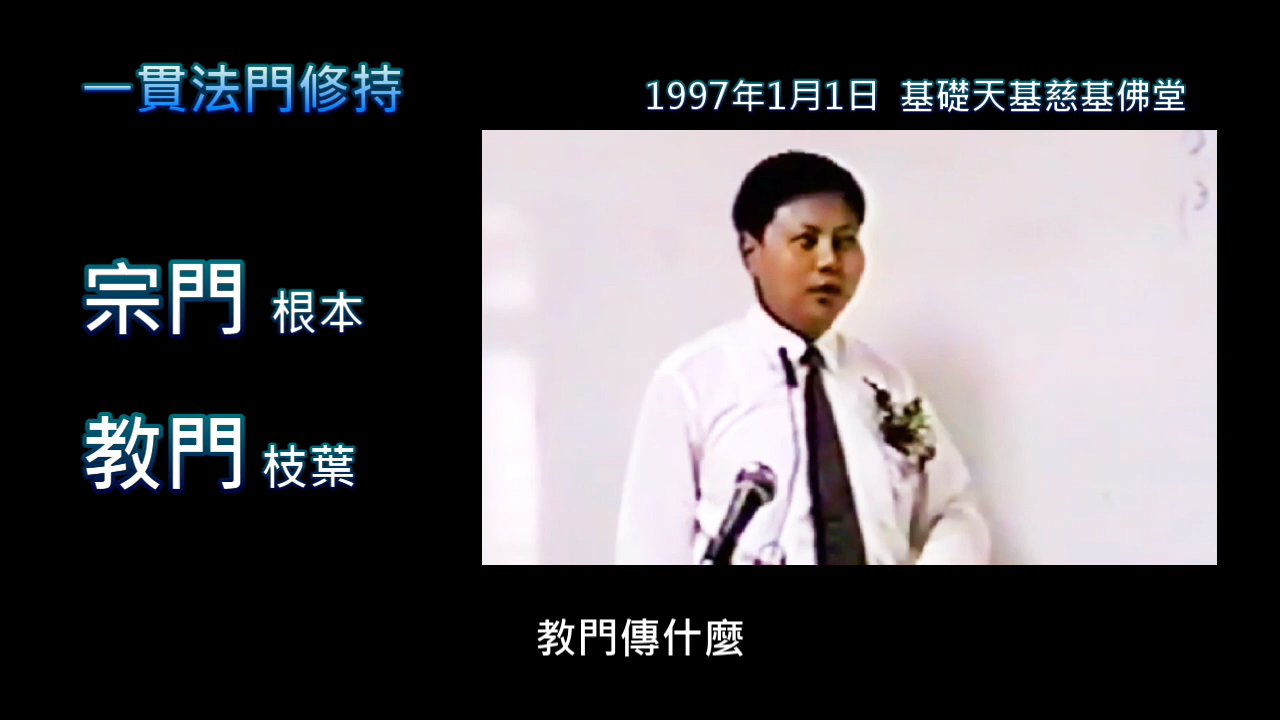 一貫法門修持
1997年1月1日 基礎天基慈基佛堂
宗門 根本
教門 枝葉
教門傳什麼